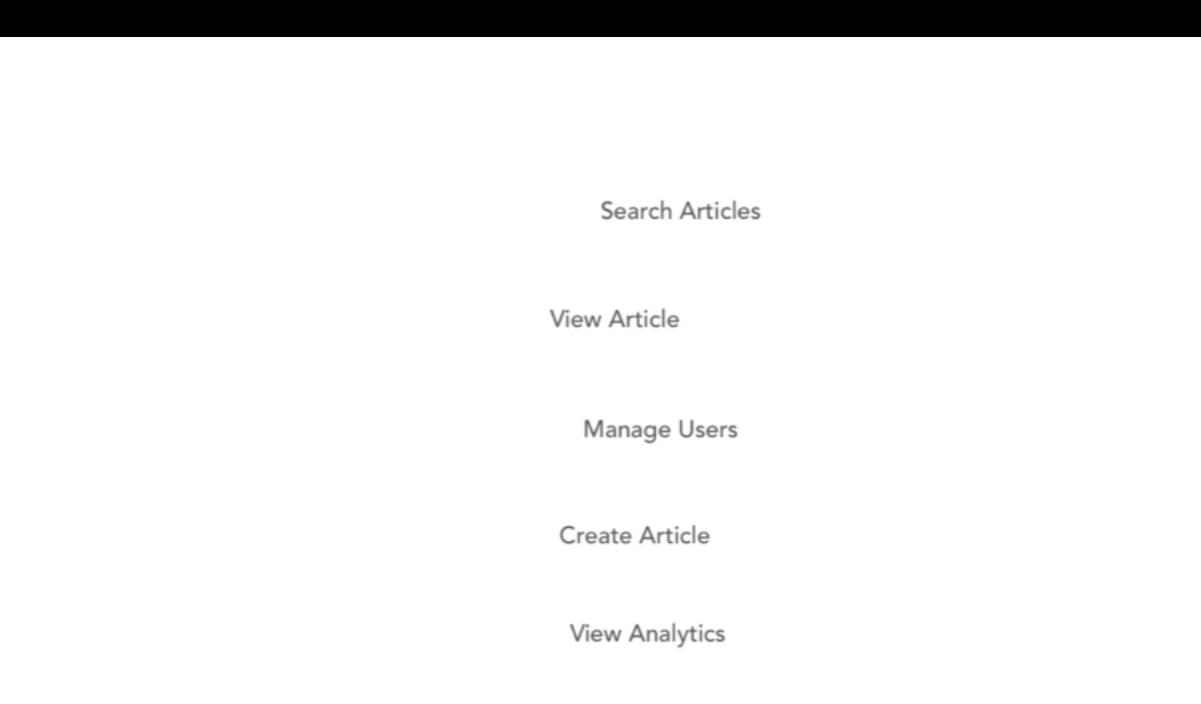 Search Articles
View Article
Manage Users
Create Article
View Analytics